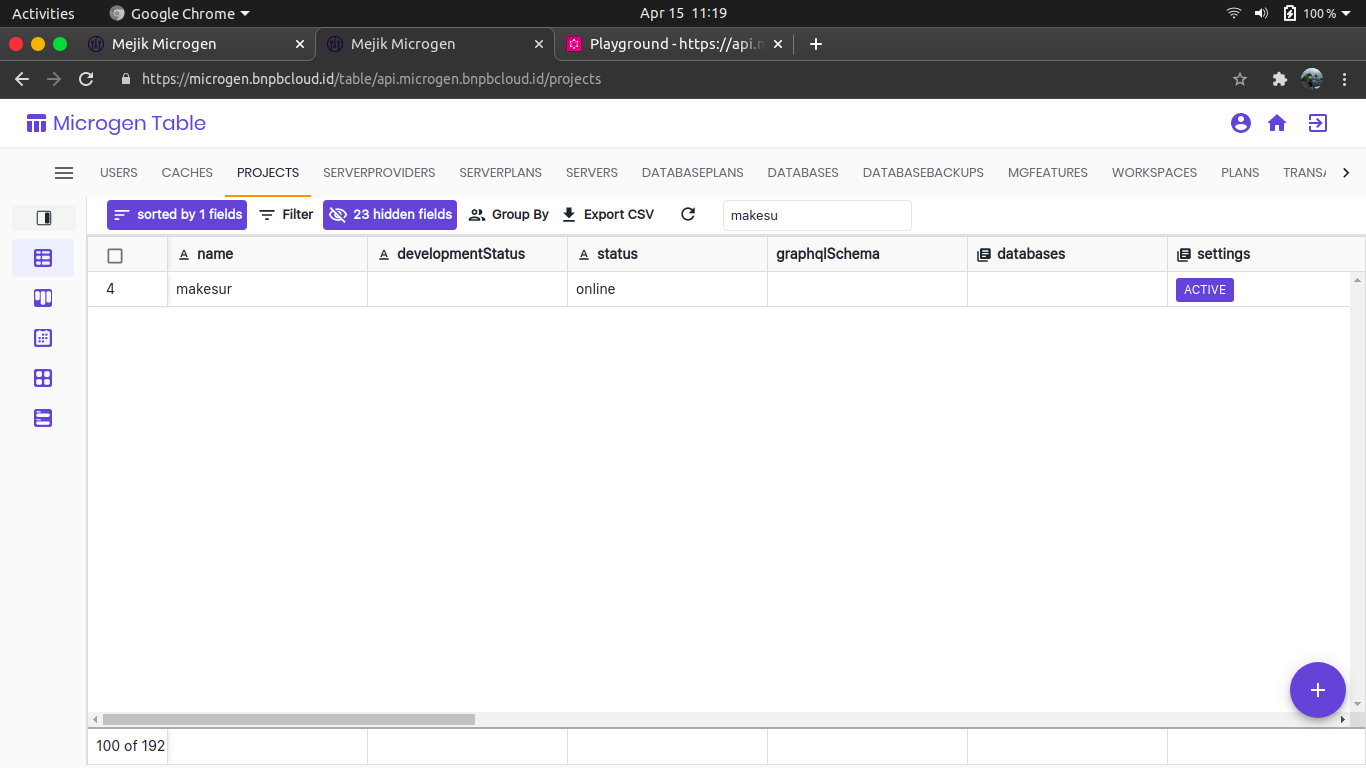 Activities Google Chrome Apr 15 11:19 100 %
Mejik Microgen Mejik Microgen Playground - https://api.m
https://microgen.bnpbcloud.id/table/api.microgen.bnpbcloud.id/projects
Microgen Table
USERS CACHES PROJECTS SERVERPROVIDERS SERVERPLANS SERVERS DATABASEPLANS DATABASES DATABASEBACKUPS MGFEATURES WORKSPACES PLANS TRANSA
sorted by 1 fields Filter 23 hidden fields Group By Export CSV makesu
name developmentStatus status graphqlSchema databases settings
4 makesur online ACTIVE
100 of 192